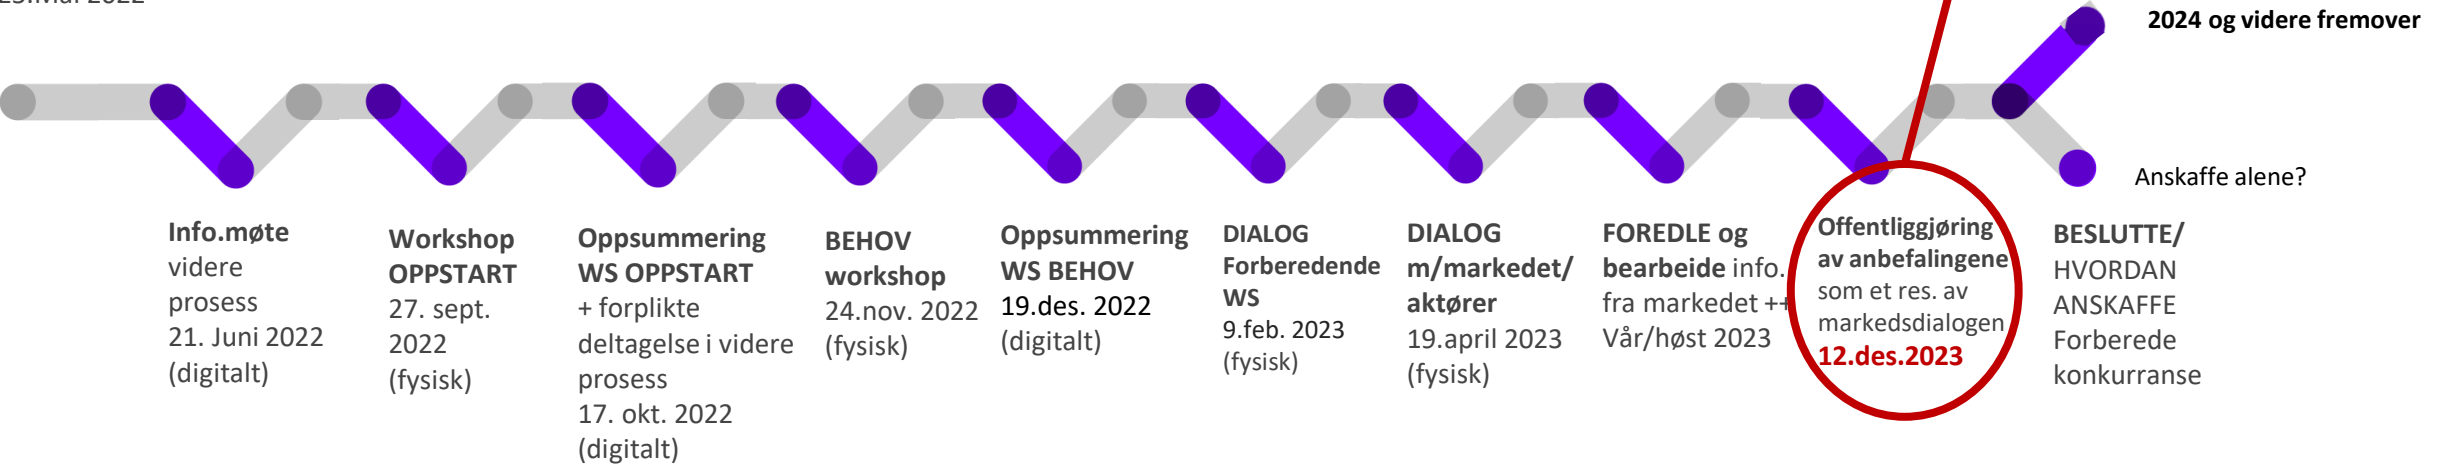 2024 og videre fremover
Anskaffe alene?
Info.møte
videre
prosess
21. Juni 2022
(digitalt)
Workshop
OPPSTART
27. sept.
2022
(fysisk)
Oppsummering
WS OPPSTART
+ forplikte
deltagelse i videre
prosess
17. okt. 2022
(digitalt)
BEHOV
workshop
24.nov. 2022
(fysisk)
Oppsummering
WS BEHOV
19.des. 2022
(digitalt)
DIALOG
Forberedende
WS
9.feb. 2023
(fysisk)
DIALOG
m/markedet/
aktører
19.april 2023
(fysisk)
FOREDLE og
bearbeide info.
fra markedet ++
Vår/høst 2023
Offentliggjøring
av anbefalingene
som et res. av
markedsdialogen
12.des.2023
BESLUTTE/
HVORDAN
ANSKAFFE
Forberede
konkurranse